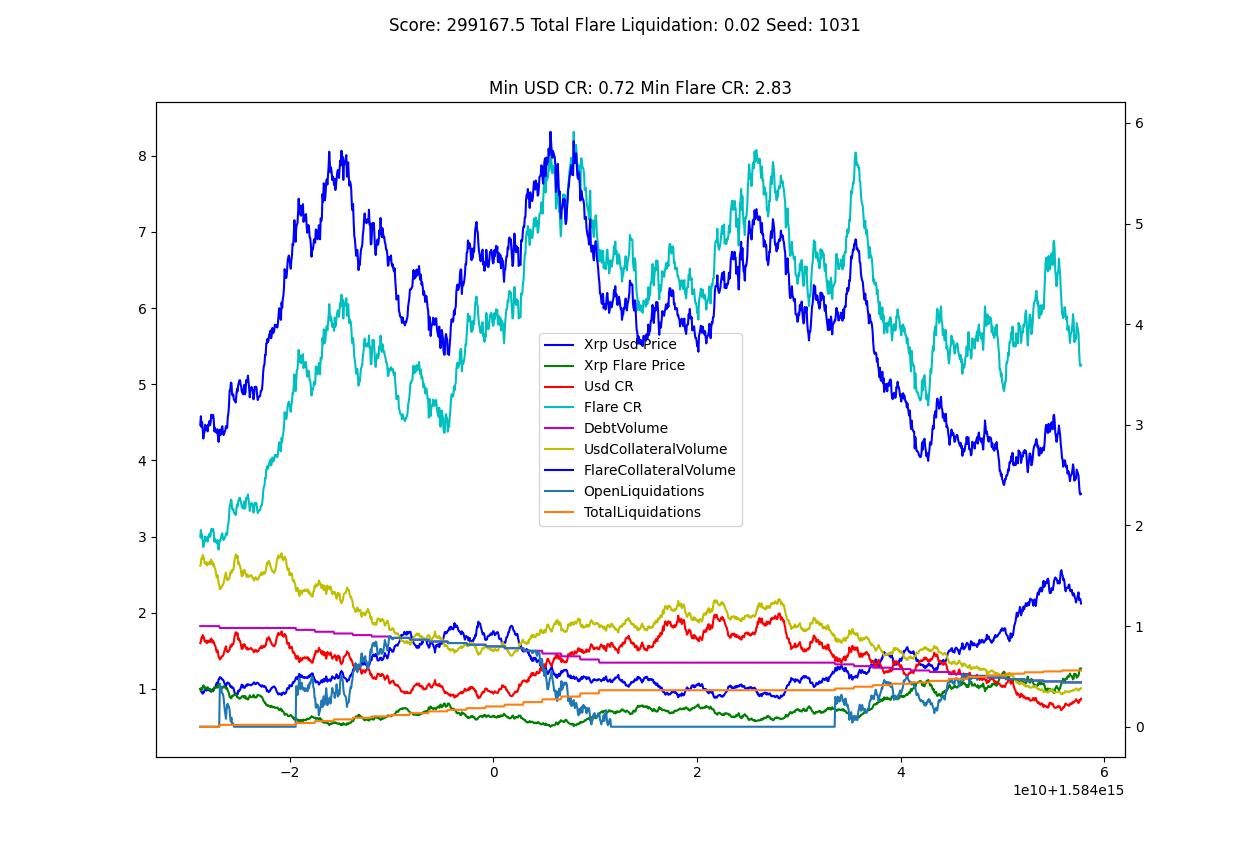 Score: 299167.5 Total Flare Liquidation: 0.02 Seed: 1031
Min USD CR: 0.72 Min Flare CR: 2.83
8
7
6
5
4
3
2
1
6
5
4
3
2
1
0
Xrp Usd Price
Xrp Flare Price
Usd CR
Flare CR
DebtVolume
UsdCollateralVolume
FlareCollateralVolume
OpenLiquidations
TotalLiquidations
−2
0
2
4
6
1e10+1.584e15